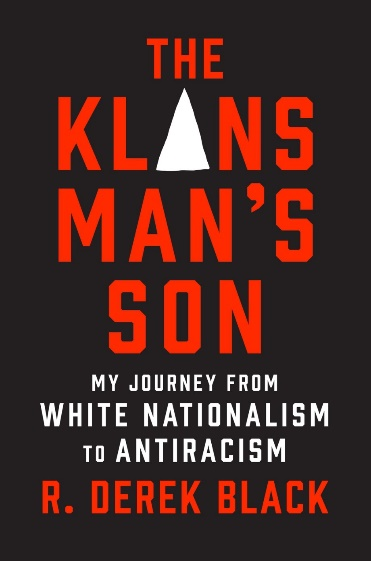 THE
KLANS
MAN'S
SON
MY JOURNEY FROM
WHITE NATIONALISM
TO ANTIRACISM
R. DEREK BLACK